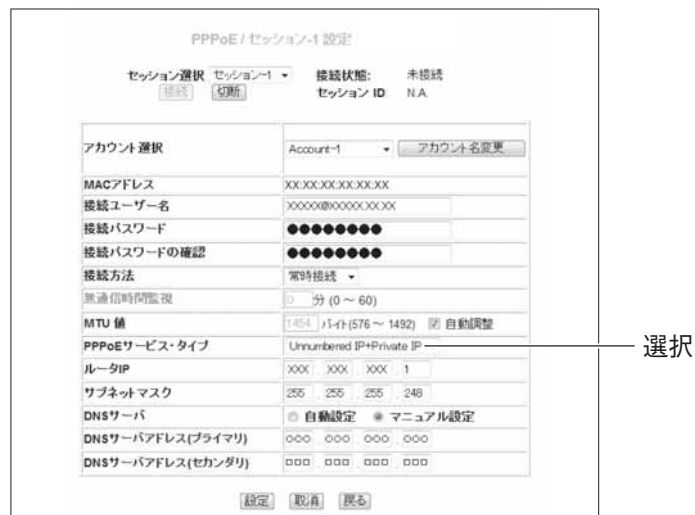 PPPoE / セッション-1 設定
セッション選択 セッション-1 接続状態: 未接続
接続 切断 セッション ID: N.A.
アカウント選択 Account-1 アカウント名変更
MACアドレス XX:XX:XX:XX:XX:XX
接続ユーザー名 XXXXX@XXXXX.XX.XX
接続パスワード ●●●●●●●●
接続パスワードの確認 ●●●●●●●●
接続方法 常時接続
無通信時間監視 0 分 (0 ~ 60)
MTU 値 1454 バイト(576 ~ 1492) 自動調整
PPPoEサービス・タイプ Unnumbered IP+Private IP 選択
ルータIP XXX . XXX . XXX . 1
サブネットマスク 255 . 255 . 255 . 248
DNSサーバ 自動設定 マニュアル設定
DNSサーバアドレス(プライマリ) ○○○ . ○○○ . ○○○ . ○○○
DNSサーバアドレス(セカンダリ) □□□ . □□□ . □□□ . □□□
設定 取消 戻る